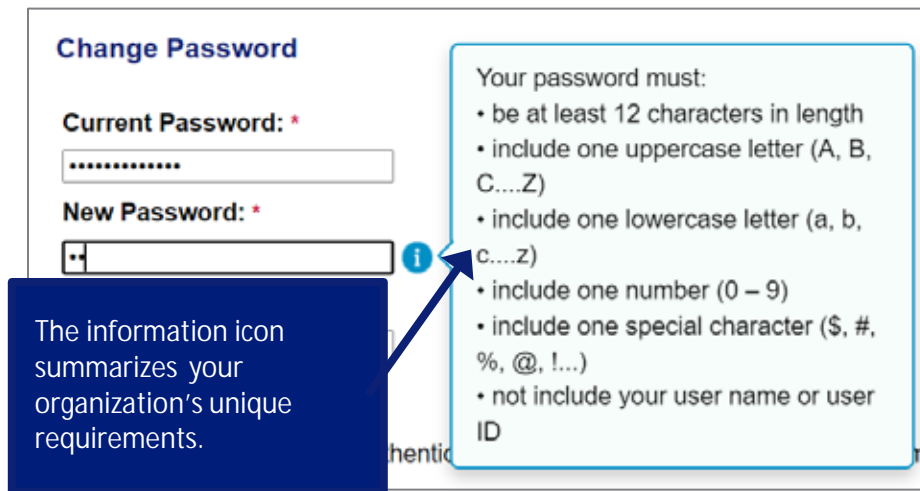 Change Password
Current Password: *
•••••••••••••
New Password: *
••
i
Your password must:
• be at least 12 characters in length
• include one uppercase letter (A, B,
C....Z)
• include one lowercase letter (a, b,
c....z)
• include one number (0 – 9)
• include one special character ($, #,
%, @, !...)
• not include your user name or user
ID
The information icon
summarizes your
organization's unique
requirements.